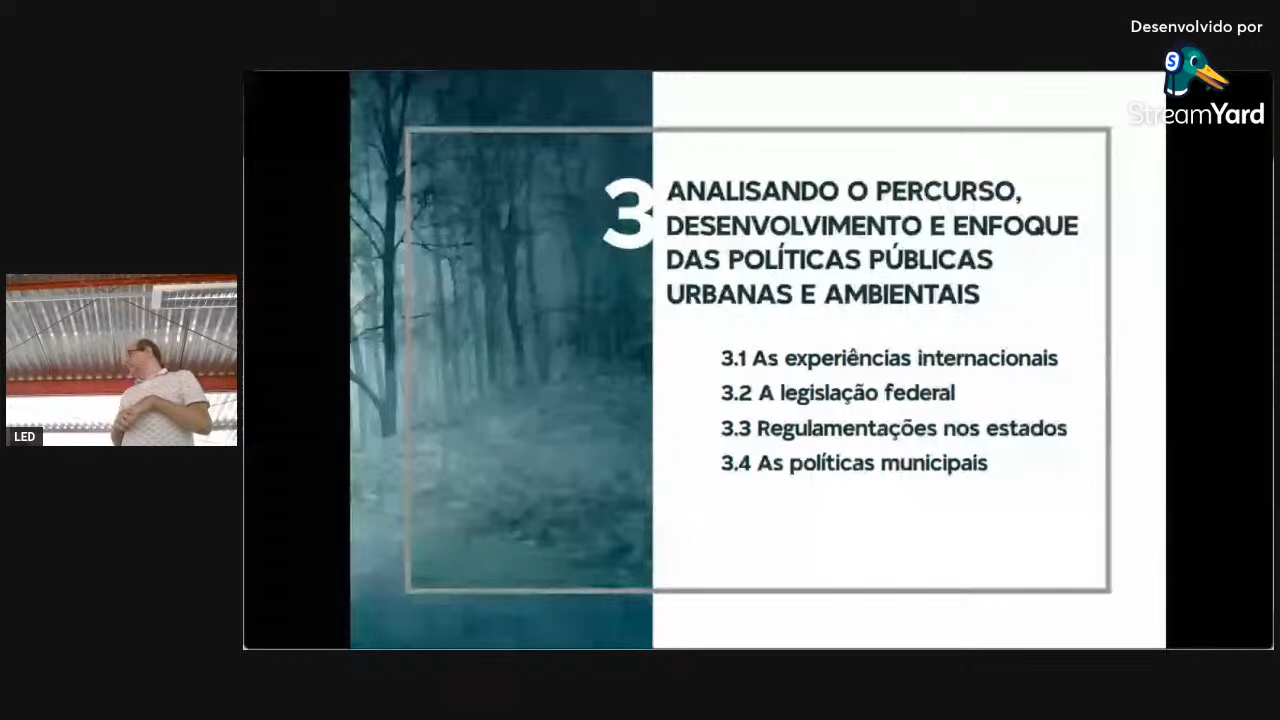 Desenvolvido por
S
StreamYard
3
ANALISANDO O PERCURSO,
DESENVOLVIMENTO E ENFOQUE
DAS POLÍTICAS PÚBLICAS
URBANAS E AMBIENTAIS
3.1 As experiências internacionais
3.2 A legislação federal
3.3 Regulamentações nos estados
3.4 As políticas municipais
LED